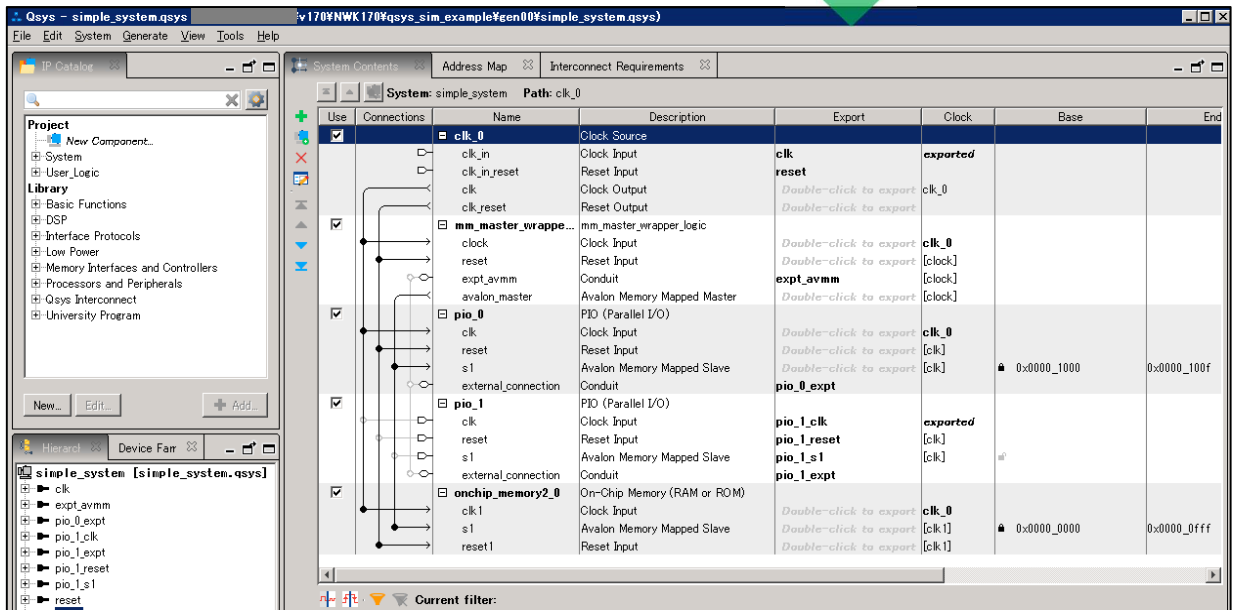 Qsys - simple_system.qsys ¥v170¥NWK170¥qsys_sim_example¥gen00¥simple_system.qsys)
File Edit System Generate View Tools Help
IP Catalog
Project
New Component...
System
User_Logic
Library
Basic Functions
DSP
Interface Protocols
Low Power
Memory Interfaces and Controllers
Processors and Peripherals
Qsys Interconnect
University Program
New... Edit... Add...
Hierarcl Device Farr
simple_system [simple_system.qsys]
clk
expt_avmm
pio_0_expt
pio_1_clk
pio_1_expt
pio_1_reset
pio_1_s1
reset
System Contents Address Map Interconnect Requirements
System: simple_system Path: clk_0
Use Connections Name Description Export Clock Base End
clk_0 Clock Source
clk_in Clock Input clk exported
clk_in_reset Reset Input reset
clk Clock Output Double-click to export clk_0
clk_reset Reset Output Double-click to export
mm_master_wrappe... mm_master_wrapper_logic
clock Clock Input Double-click to export clk_0
reset Reset Input Double-click to export [clock]
expt_avmm Conduit expt_avmm [clock]
avalon_master Avalon Memory Mapped Master Double-click to export [clock]
pio_0 PIO (Parallel I/O)
clk Clock Input Double-click to export clk_0
reset Reset Input Double-click to export [clk]
s1 Avalon Memory Mapped Slave Double-click to export [clk] 0x0000_1000 0x0000_100f
external_connection Conduit pio_0_expt
pio_1 PIO (Parallel I/O)
clk Clock Input pio_1_clk exported
reset Reset Input pio_1_reset [clk]
s1 Avalon Memory Mapped Slave pio_1_s1 [clk]
external_connection Conduit pio_1_expt
onchip_memory2_0 On-Chip Memory (RAM or ROM)
clk1 Clock Input Double-click to export clk_0
s1 Avalon Memory Mapped Slave Double-click to export [clk1] 0x0000_0000 0x0000_0fff
reset1 Reset Input Double-click to export [clk1]
Current filter: